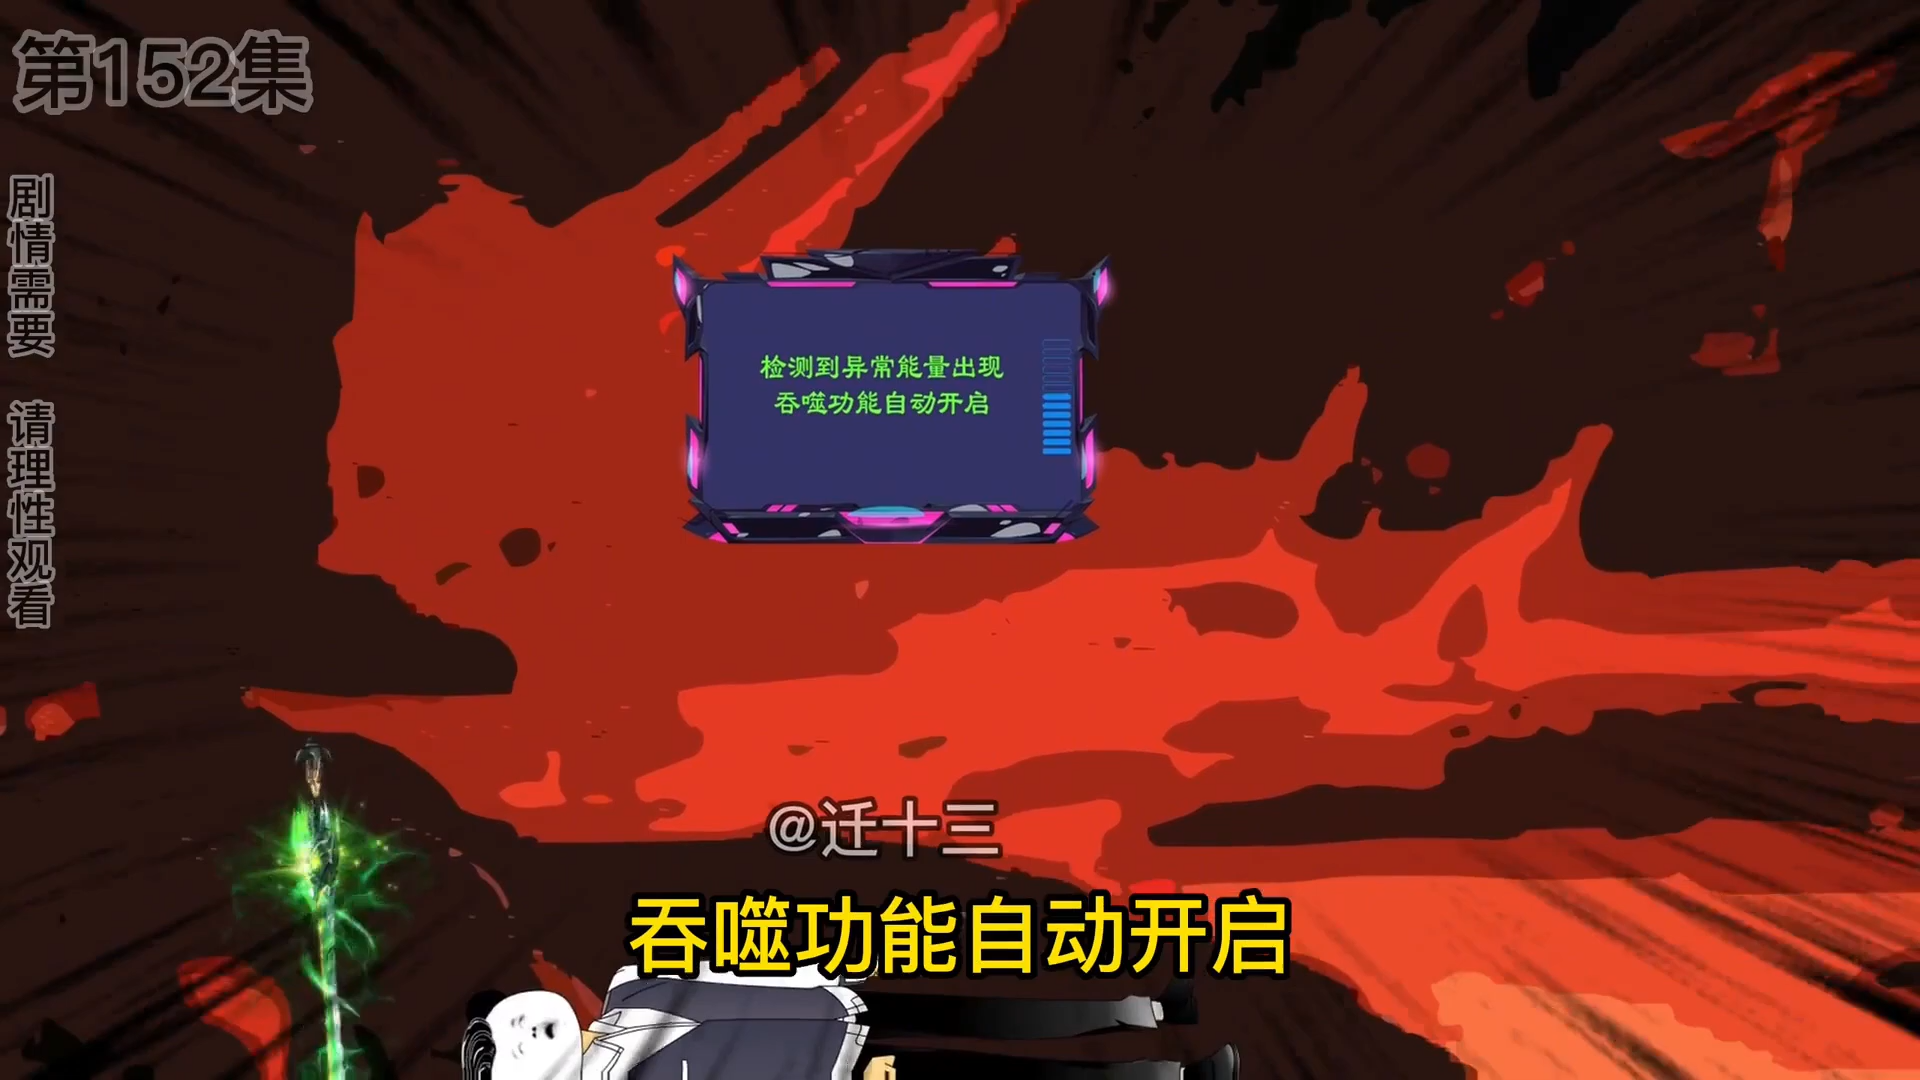 第152集
剧情需要 请理性观看
检测到异常能量出现
吞噬功能自动开启
@迁十三
吞噬功能自动开启